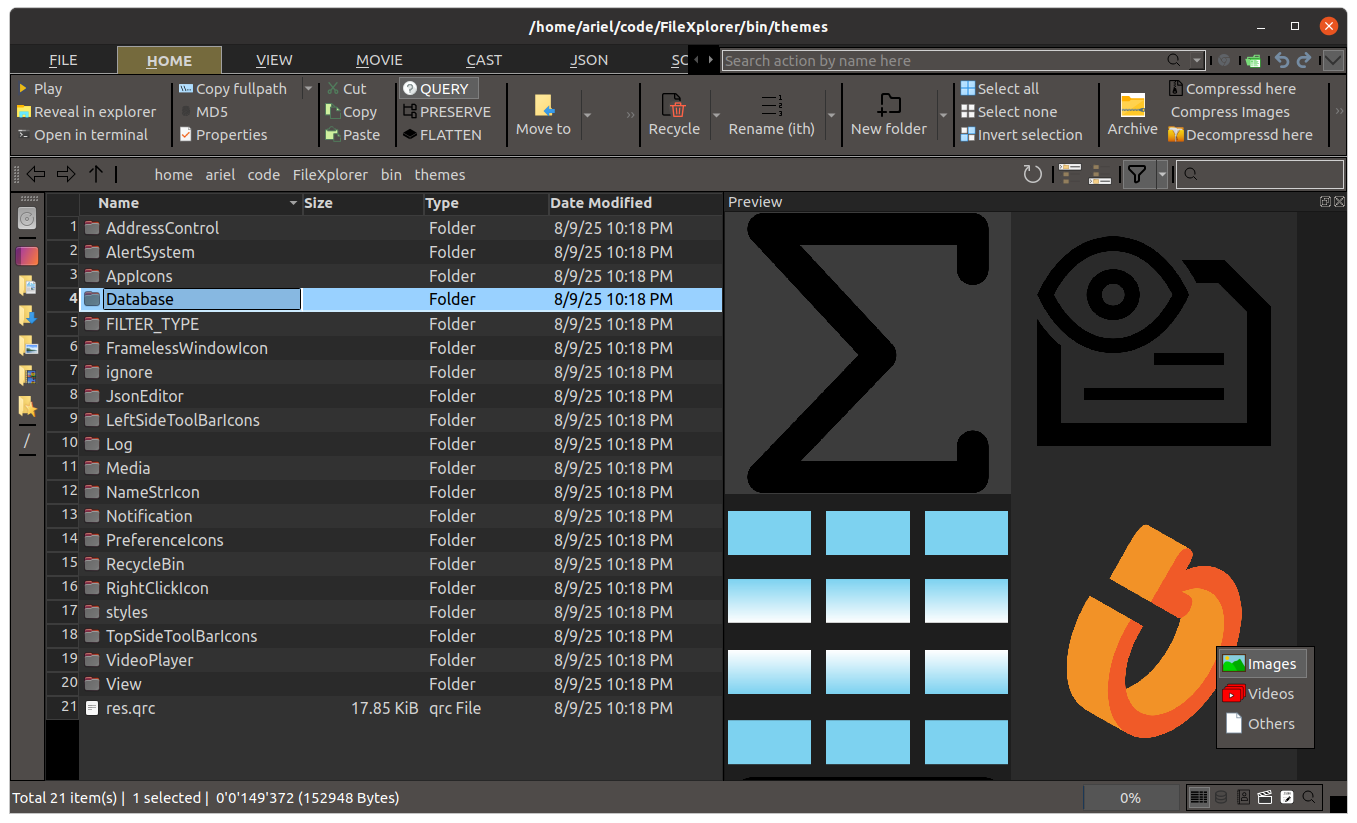 /home/ariel/code/FileXplorer/bin/themes
FILE HOME VIEW MOVIE CAST JSON SC Search action by name here
Play Copy fullpath Cut QUERY Select all Compressd here
Reveal in explorer MD5 Copy PRESERVE Select none Compress Images
Open in terminal Properties Paste FLATTEN Move to Recycle Rename (ith) New folder Invert selection Archive Decompressd here
home ariel code FileXplorer bin themes
Name Size Type Date Modified Preview
1 AddressControl Folder 8/9/25 10:18 PM
2 AlertSystem Folder 8/9/25 10:18 PM
3 AppIcons Folder 8/9/25 10:18 PM
4 Database Folder 8/9/25 10:18 PM
5 FILTER_TYPE Folder 8/9/25 10:18 PM
6 FramelessWindowIcon Folder 8/9/25 10:18 PM
7 ignore Folder 8/9/25 10:18 PM
8 JsonEditor Folder 8/9/25 10:18 PM
9 LeftSideToolBarIcons Folder 8/9/25 10:18 PM
10 Log Folder 8/9/25 10:18 PM
11 Media Folder 8/9/25 10:18 PM
12 NameStrIcon Folder 8/9/25 10:18 PM
13 Notification Folder 8/9/25 10:18 PM
14 PreferenceIcons Folder 8/9/25 10:18 PM
15 RecycleBin Folder 8/9/25 10:18 PM
16 RightClickIcon Folder 8/9/25 10:18 PM
17 styles Folder 8/9/25 10:18 PM
18 TopSideToolBarIcons Folder 8/9/25 10:18 PM
19 VideoPlayer Folder 8/9/25 10:18 PM
20 View Folder 8/9/25 10:18 PM
21 res.qrc 17.85 KiB qrc File 8/9/25 10:18 PM
/
Images
Videos
Others
Total 21 item(s) | 1 selected | 0'0'149'372 (152948 Bytes) 0%